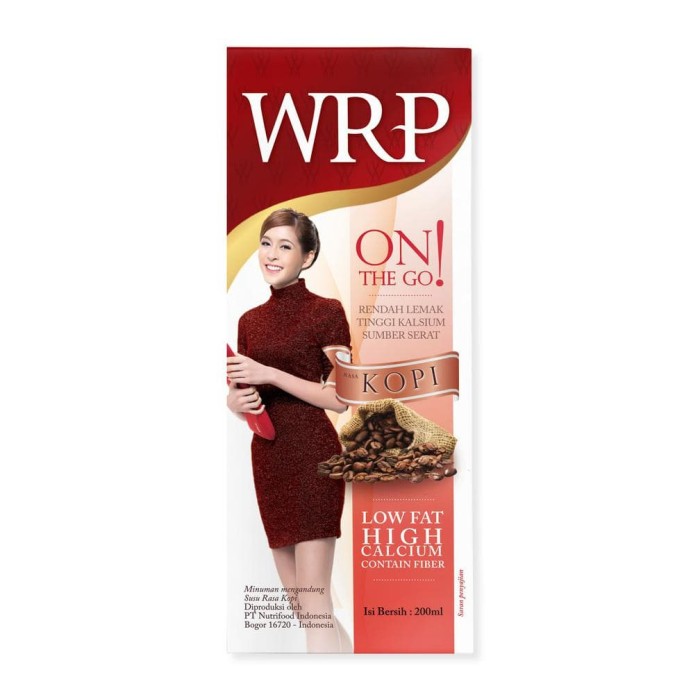 WRP
ON!
THE GO
RENDAH LEMAK
TINGGI KALSIUM
SUMBER SERAT
RASA KOPI
LOW FAT
HIGH
CALCIUM
CONTAIN FIBER
Isi Bersih : 200ml
Saran penyajian
Minuman mengandung
Susu Rasa Kopi
Diproduksi oleh
PT Nutrifood Indonesia
Bogor 16720 - Indonesia